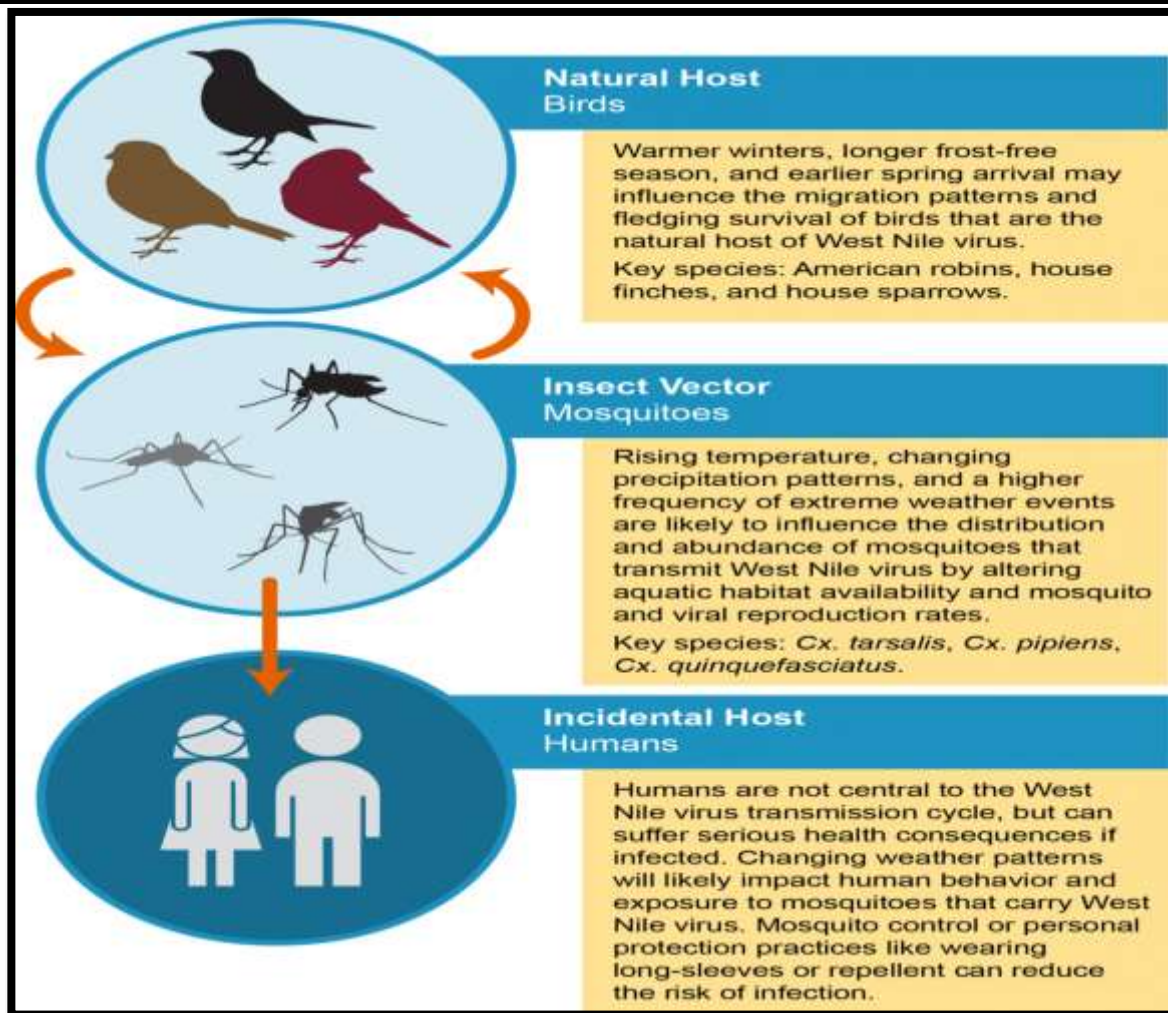 Natural Host
Birds
Warmer winters, longer frost-free
season, and earlier spring arrival may
influence the migration patterns and
fledging survival of birds that are the
natural host of West Nile virus.
Key species: American robins, house
finches, and house sparrows.
Insect Vector
Mosquitoes
Rising temperature, changing
precipitation patterns, and a higher
frequency of extreme weather events
are likely to influence the distribution
and abundance of mosquitoes that
transmit West Nile virus by altering
aquatic habitat availability and mosquito
and viral reproduction rates.
Key species: Cx. tarsalis, Cx. pipiens,
Cx. quinquefasciatus.
Incidental Host
Humans
Humans are not central to the West
Nile virus transmission cycle, but can
suffer serious health consequences if
infected. Changing weather patterns
will likely impact human behavior and
exposure to mosquitoes that carry West
Nile virus. Mosquito control or personal
protection practices like wearing
long-sleeves or repellent can reduce
the risk of infection.